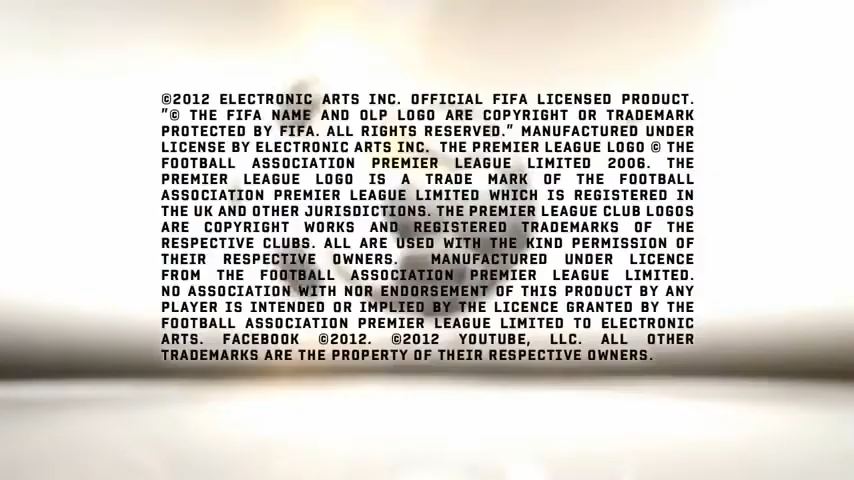 ©2012 ELECTRONIC ARTS INC. OFFICIAL FIFA LICENSED PRODUCT.
"© THE FIFA NAME AND OLP LOGO ARE COPYRIGHT OR TRADEMARK
PROTECTED BY FIFA. ALL RIGHTS RESERVED." MANUFACTURED UNDER
LICENSE BY ELECTRONIC ARTS INC. THE PREMIER LEAGUE LOGO © THE
FOOTBALL ASSOCIATION PREMIER LEAGUE LIMITED 2006. THE
PREMIER LEAGUE LOGO IS A TRADE MARK OF THE FOOTBALL
ASSOCIATION PREMIER LEAGUE LIMITED WHICH IS REGISTERED IN
THE UK AND OTHER JURISDICTIONS. THE PREMIER LEAGUE CLUB LOGOS
ARE COPYRIGHT WORKS AND REGISTERED TRADEMARKS OF THE
RESPECTIVE CLUBS. ALL ARE USED WITH THE KIND PERMISSION OF
THEIR RESPECTIVE OWNERS. MANUFACTURED UNDER LICENCE
FROM THE FOOTBALL ASSOCIATION PREMIER LEAGUE LIMITED.
NO ASSOCIATION WITH NOR ENDORSEMENT OF THIS PRODUCT BY ANY
PLAYER IS INTENDED OR IMPLIED BY THE LICENCE GRANTED BY THE
FOOTBALL ASSOCIATION PREMIER LEAGUE LIMITED TO ELECTRONIC
ARTS. FACEBOOK ©2012. ©2012 YOUTUBE, LLC. ALL OTHER
TRADEMARKS ARE THE PROPERTY OF THEIR RESPECTIVE OWNERS.